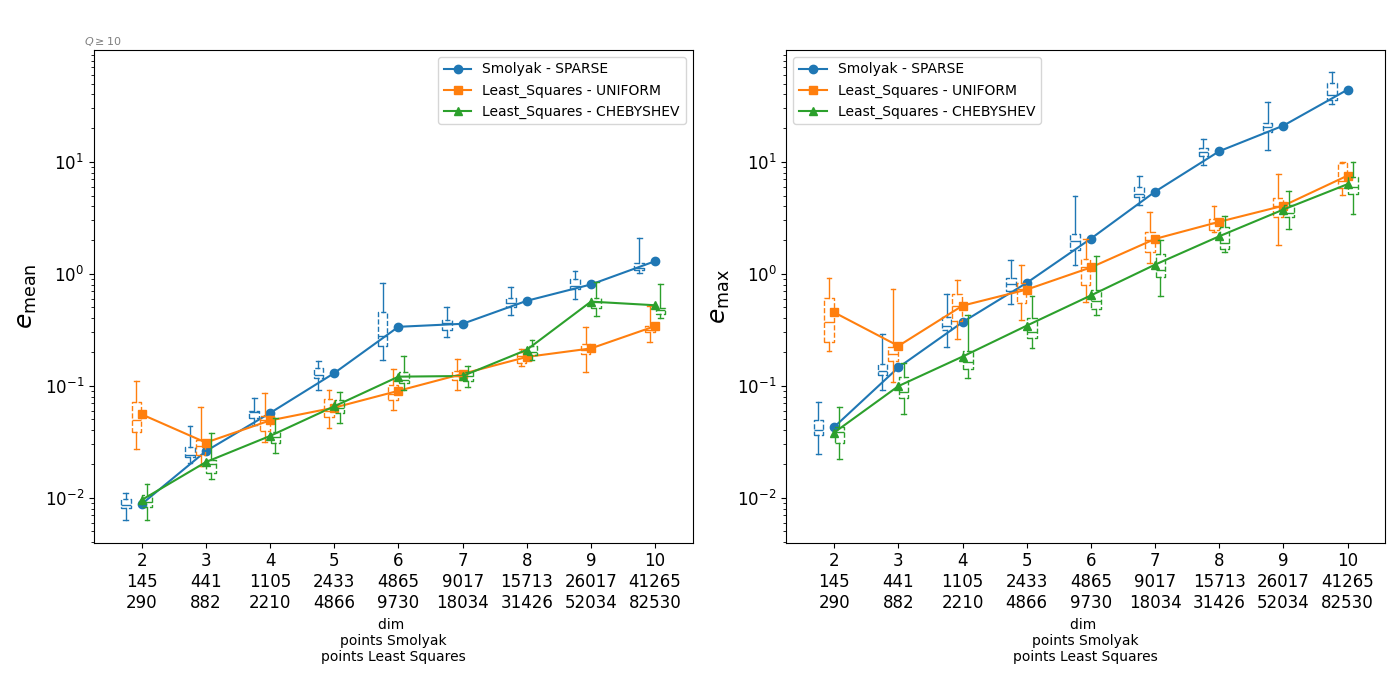 Q ≥ 10
Smolyak - SPARSE
Least_Squares - UNIFORM
Least_Squares - CHEBYSHEV
e_mean
10^1
10^0
10^-1
10^-2
2 3 4 5 6 7 8 9 10
145 441 1105 2433 4865 9017 15713 26017 41265
290 882 2210 4866 9730 18034 31426 52034 82530
dim
points Smolyak
points Least Squares
Smolyak - SPARSE
Least_Squares - UNIFORM
Least_Squares - CHEBYSHEV
e_max
10^1
10^0
10^-1
10^-2
2 3 4 5 6 7 8 9 10
145 441 1105 2433 4865 9017 15713 26017 41265
290 882 2210 4866 9730 18034 31426 52034 82530
dim
points Smolyak
points Least Squares